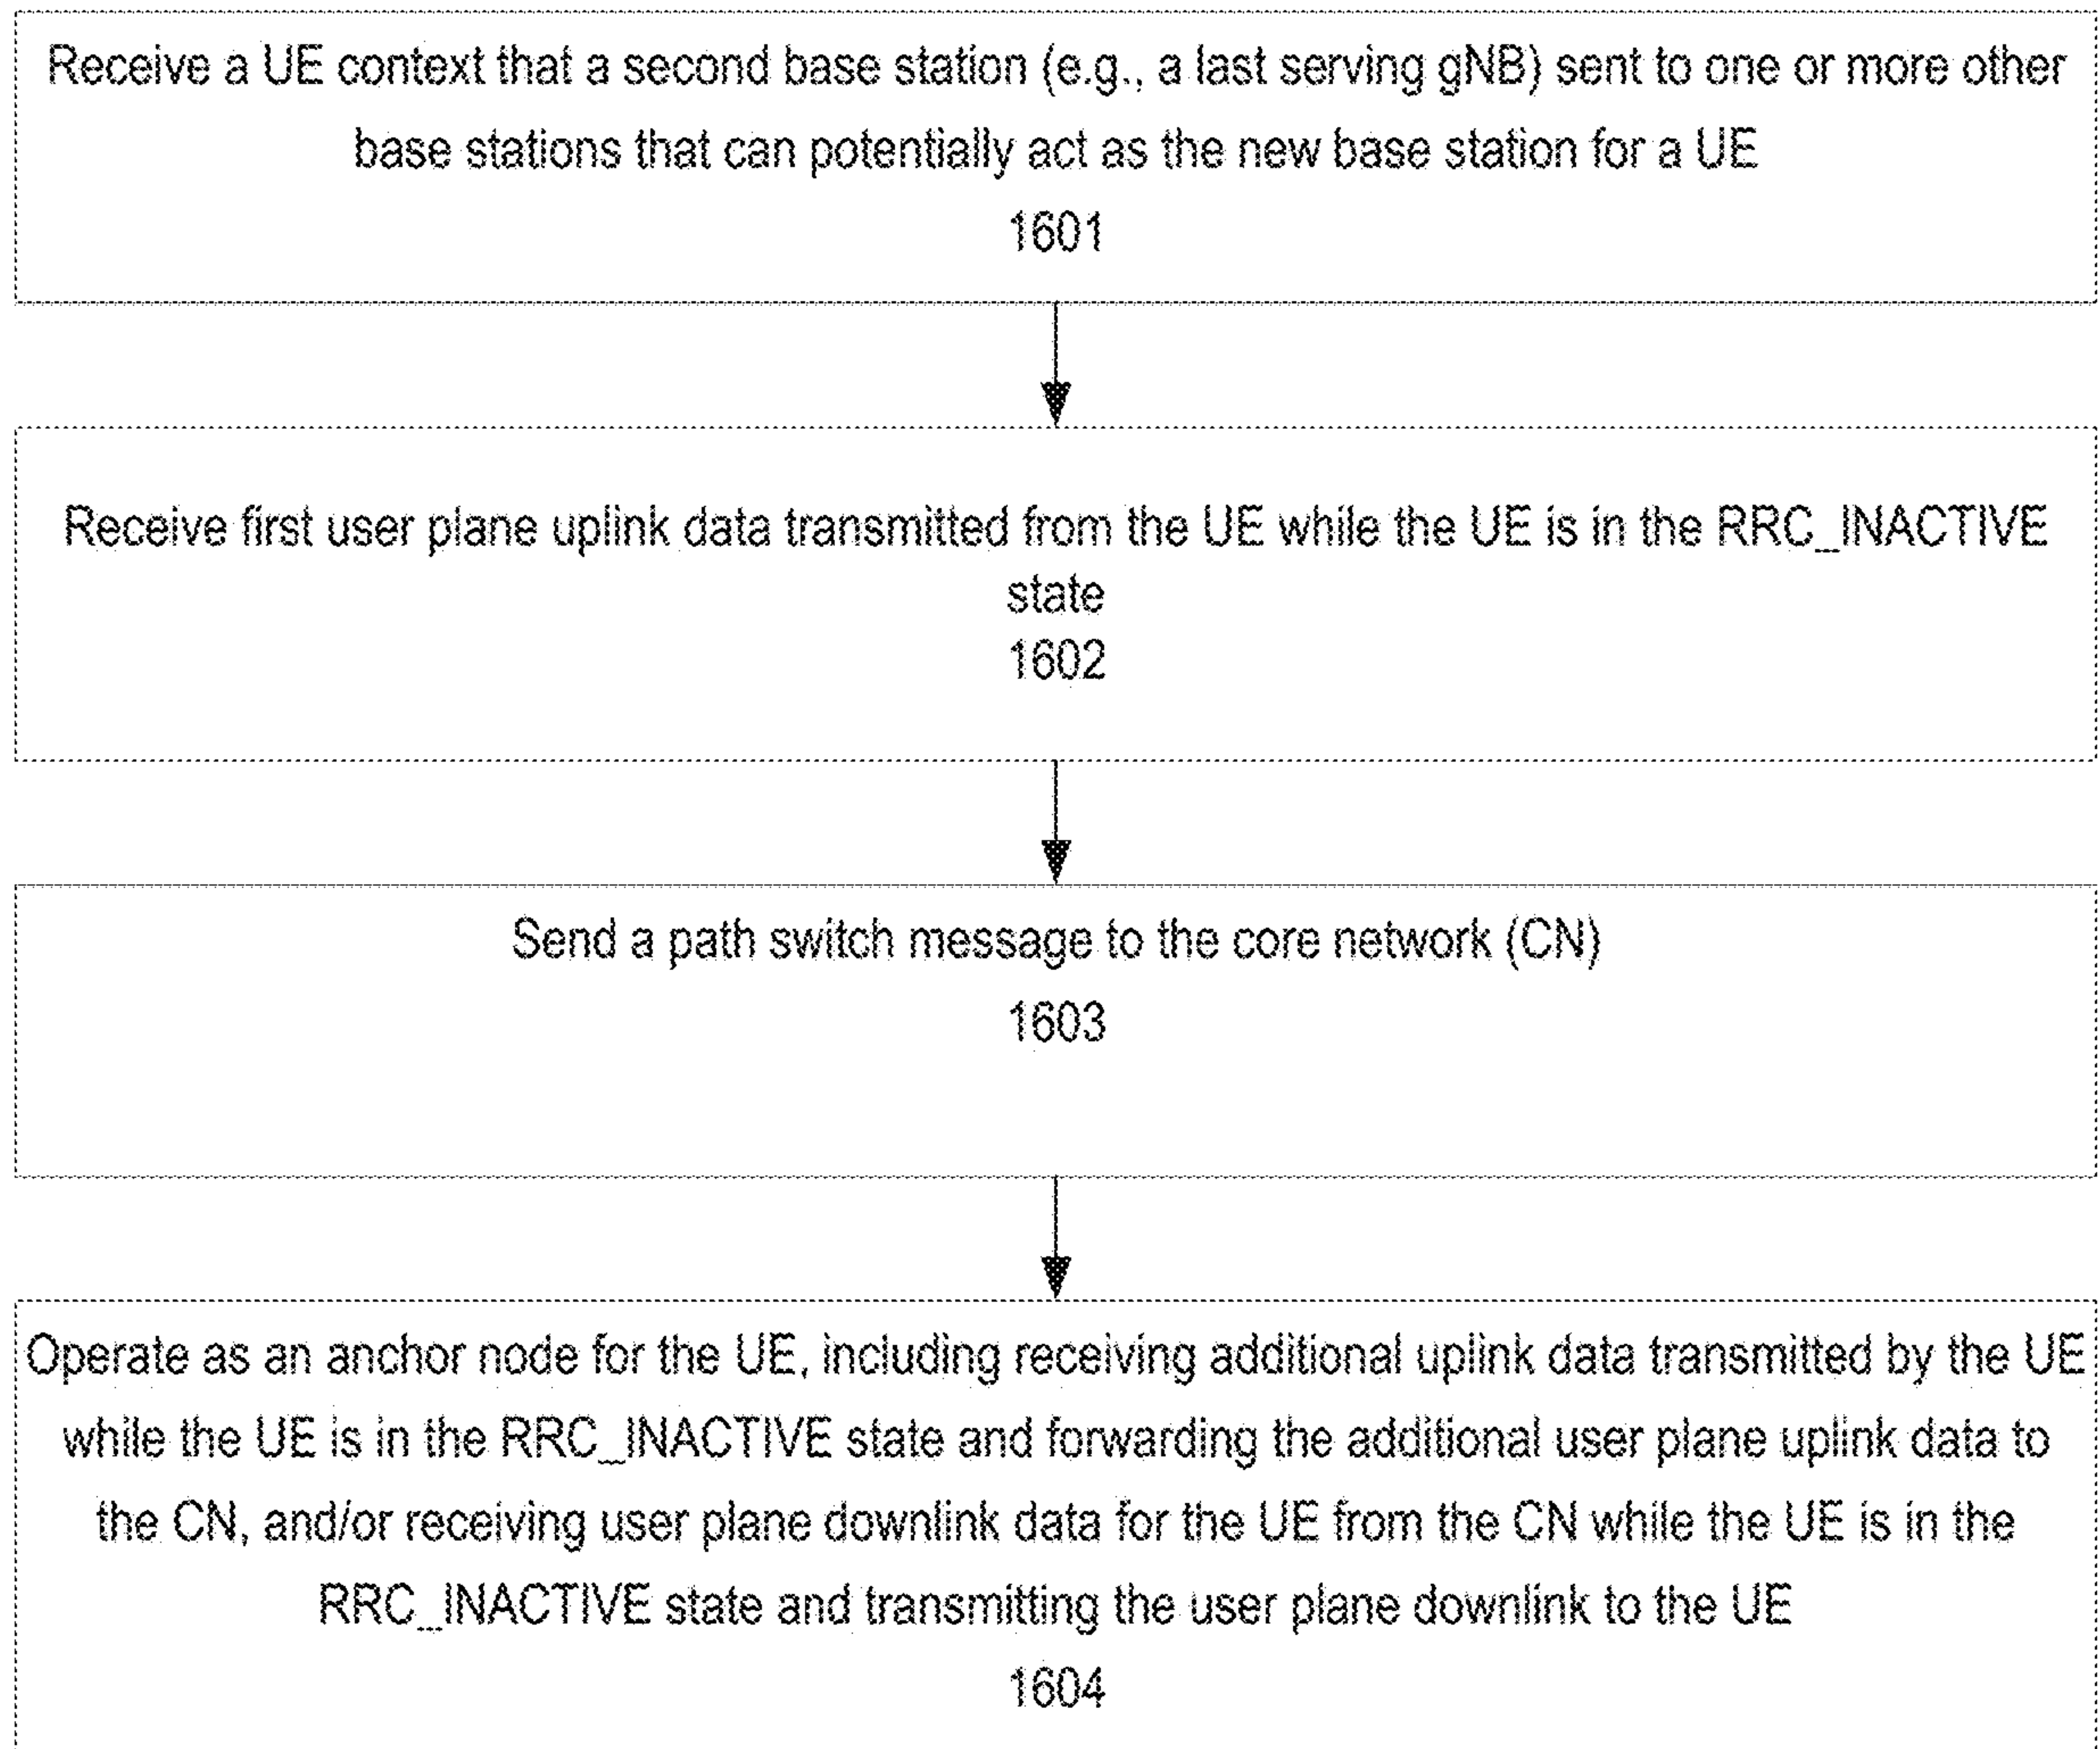 Receive a UE context that a second base station (e.g., a last serving gNB) sent to one or more other
base stations that can potentially act as the new base station for a UE
1601
Receive first user plane uplink data transmitted from the UE while the UE is in the RRC_INACTIVE
state
1602
Send a path switch message to the core network (CN)
1603
Operate as an anchor node for the UE, including receiving additional uplink data transmitted by the UE
while the UE is in the RRC_INACTIVE state and forwarding the additional user plane uplink data to
the CN, and/or receiving user plane downlink data for the UE from the CN while the UE is in the
RRC_INACTIVE state and transmitting the user plane downlink to the UE
1604